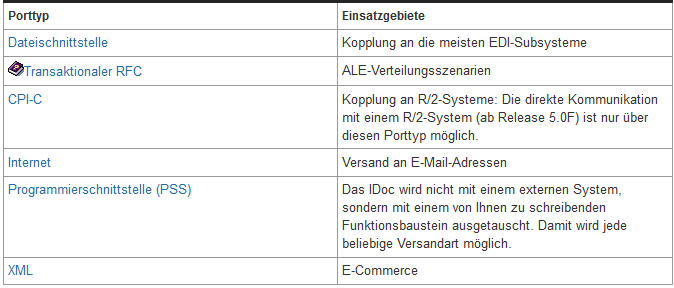 Porttyp Einsatzgebiete
Dateischnittstelle Kopplung an die meisten EDI-Subsysteme
Transaktionaler RFC ALE-Verteilungsszenarien
CPI-C Kopplung an R/2-Systeme: Die direkte Kommunikation
mit einem R/2-System (ab Release 5.0F) ist nur über
diesen Porttyp möglich.
Internet Versand an E-Mail-Adressen
Programmierschnittstelle (PSS) Das IDoc wird nicht mit einem externen System,
sondern mit einem von Ihnen zu schreibenden
Funktionsbaustein ausgetauscht. Damit wird jede
beliebige Versandart möglich.
XML E-Commerce